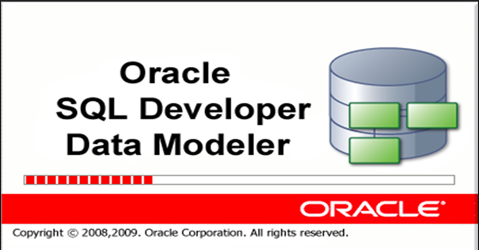 Oracle
SQL Developer
Data Modeler
ORACLE®
Copyright © 2008,2009. Oracle Corporation. All rights reserved.